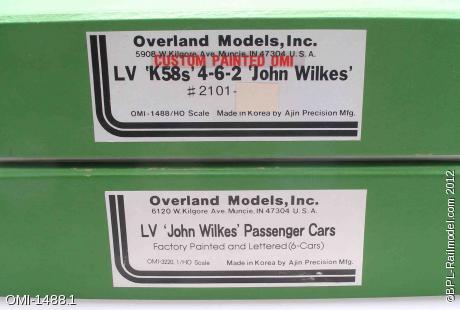 Overland Models, Inc.
5908 W. Kilgore Ave. Muncie, IN 47304 U. S. A.
CUSTOM PAINTED OMI
LV 'K5Bs' 4-6-2 'John Wilkes'
#2101-
OMI-1488/HO Scale Made in Korea by Ajin Precision Mfg.
Overland Models, Inc.
6120 W. Kilgore Ave. Muncie, IN 47304 U. S. A.
LV 'John Wilkes' Passenger Cars
Factory Painted and Lettered (6-Cars)
OMI-3220.1/HO Scale Made in Korea by Ajin Precision Mfg.
OMI-1488.1
©BPL-Railmodel.com 2012